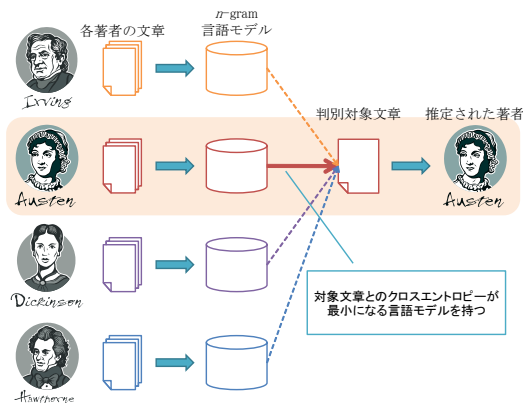 各著者の文章
n-gram
言語モデル
Irving
判別対象文章
推定された著者
Austen
Austen
Dickinson
対象文章とのクロスエントロピーが
最小になる言語モデルを持つ
Hawthorne